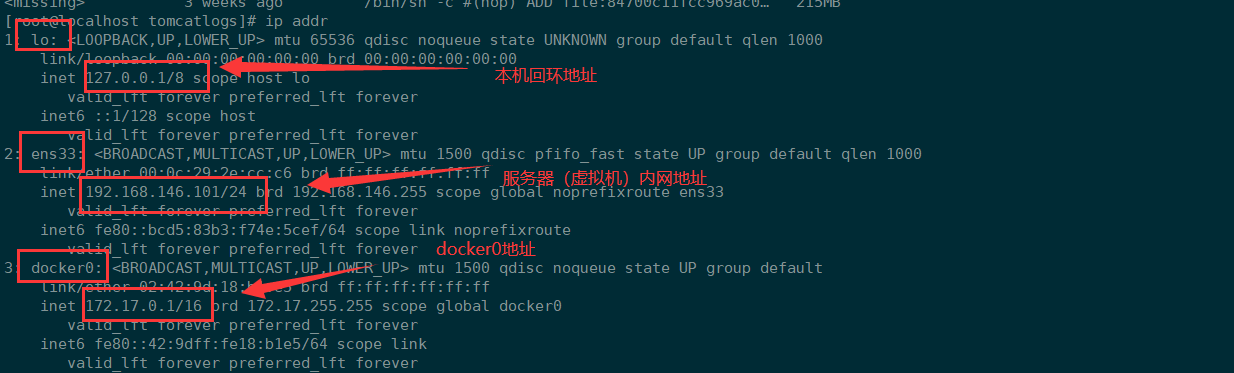 <missing> 3 weeks ago /bin/sh -c #(nop) ADD file:84700c11fcc969ac0… 215MB
[root@localhost tomcatlogs]# ip addr
1: lo: <LOOPBACK,UP,LOWER_UP> mtu 65536 qdisc noqueue state UNKNOWN group default qlen 1000
link/loopback 00:00:00:00:00:00 brd 00:00:00:00:00:00
inet 127.0.0.1/8 scope host lo
本机回环地址
valid_lft forever preferred_lft forever
inet6 ::1/128 scope host
valid_lft forever preferred_lft forever
2: ens33: <BROADCAST,MULTICAST,UP,LOWER_UP> mtu 1500 qdisc pfifo_fast state UP group default qlen 1000
link/ether 00:0c:29:2e:cc:c6 brd ff:ff:ff:ff:ff:ff
服务器（虚拟机）内网地址
inet 192.168.146.101/24 brd 192.168.146.255 scope global noprefixroute ens33
valid_lft forever preferred_lft forever
inet6 fe80::bcd5:83b3:f74e:5cef/64 scope link noprefixroute
valid_lft forever preferred_lft forever
docker0地址
3: docker0: <BROADCAST,MULTICAST,UP,LOWER_UP> mtu 1500 qdisc noqueue state UP group default
link/ether brd ff:ff:ff:ff:ff:ff
inet 172.17.0.1/16 brd 172.17.255.255 scope global docker0
valid_lft forever preferred_lft forever
inet6 fe80::42:9dff:fe18:b1e5/64 scope link
valid_lft forever preferred_lft forever